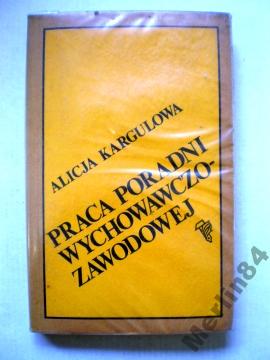 ALICJA KARGULOWA
PRACA PORADNI
WYCHOWAWCZO-
ZAWODOWEJ
Merlin84